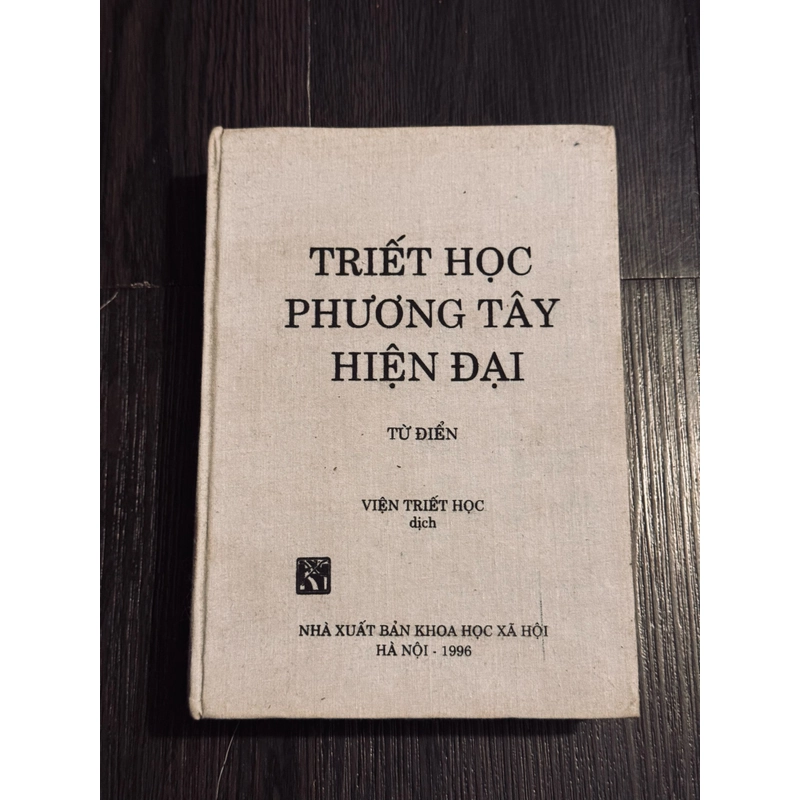 TRIẾT HỌC
PHƯƠNG TÂY
HIỆN ĐẠI
TỪ ĐIỂN
VIỆN TRIẾT HỌC
dịch
NHÀ XUẤT BẢN KHOA HỌC XÃ HỘI
HÀ NỘI - 1996